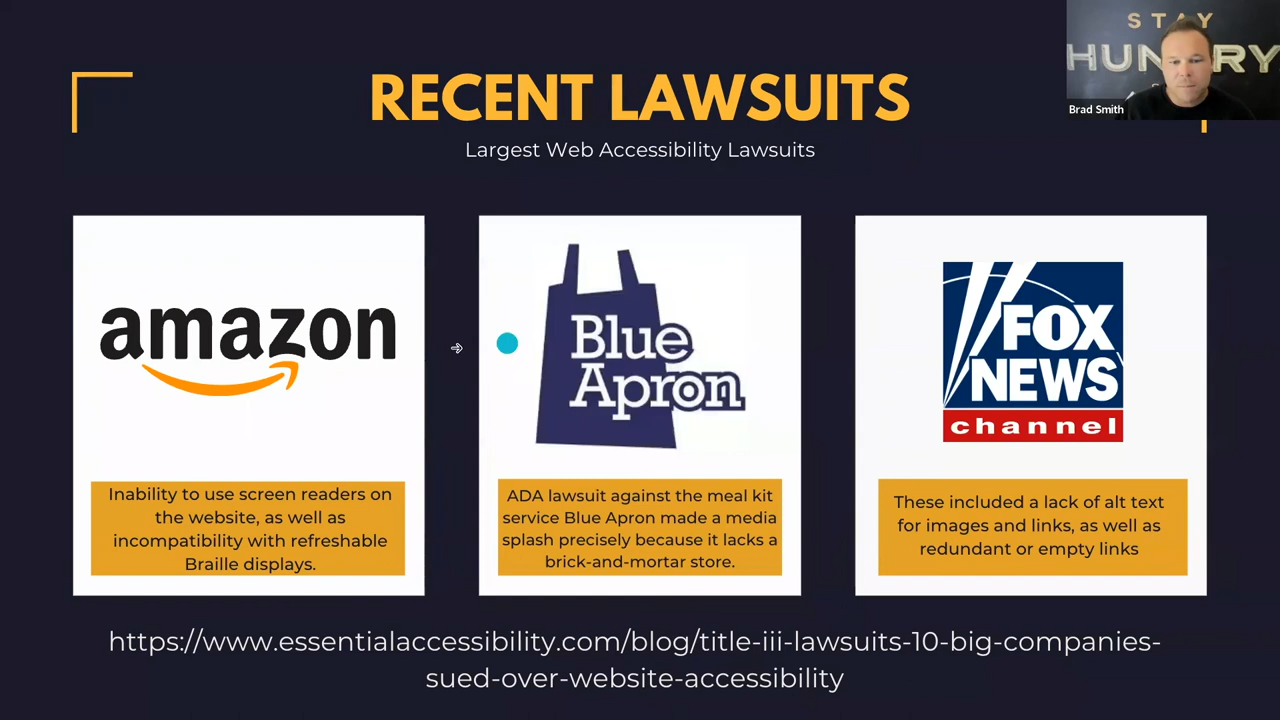 STAY
HUNGRY
Brad Smith
RECENT LAWSUITS
Largest Web Accessibility Lawsuits
amazon
Inability to use screen readers on
the website, as well as
incompatibility with refreshable
Braille displays.
Blue
Apron
ADA lawsuit against the meal kit
service Blue Apron made a media
splash precisely because it lacks a
brick-and-mortar store.
FOX
NEWS
channel
These included a lack of alt text
for images and links, as well as
redundant or empty links
https://www.essentialaccessibility.com/blog/title-iii-lawsuits-10-big-companies-
sued-over-website-accessibility